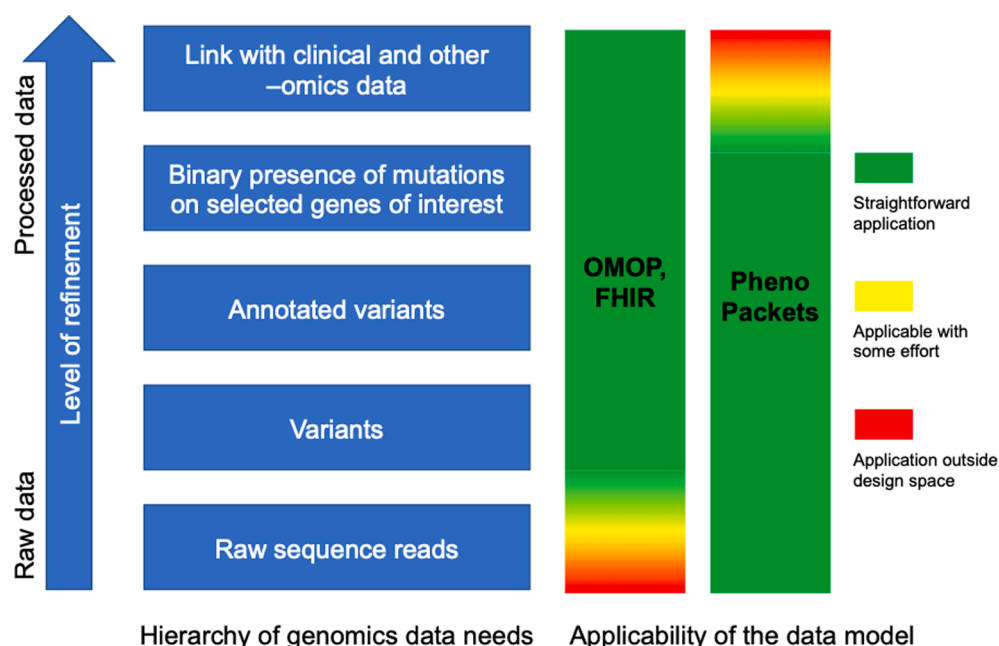 Processed data
Level of refinement
Raw data
Link with clinical and other
–omics data
Binary presence of mutations
on selected genes of interest
Annotated variants
Variants
Raw sequence reads
Hierarchy of genomics data needs
OMOP,
FHIR
Pheno
Packets
Applicability of the data model
Straightforward
application
Applicable with
some effort
Application outside
design space